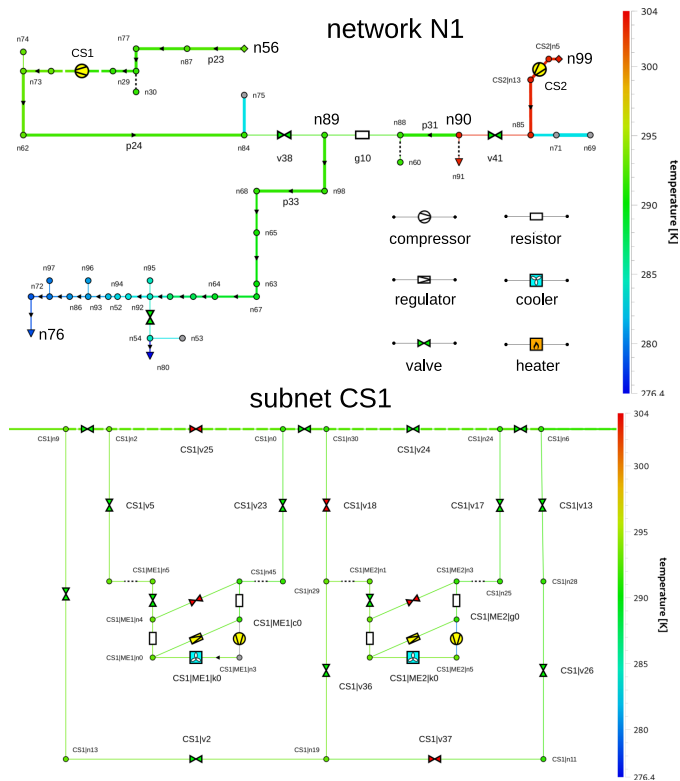 network N1
n74
CS1
n77
p23
n56
n87
n73
n29
n30
n75
n62
p24
n84
v38
n89
g10
n88
p31
n90
n60
n91
v41
CS2|n5
n99
CS2|n13
CS2
n85
n71
n69
n68
p33
n98
n65
n63
n67
n64
n95
n92
n94
n52
n93
n96
n86
n97
n72
n76
n54
n53
n80
compressor
resistor
regulator
cooler
valve
heater
304
300
295
290
285
280
276.4
temperature [K]
subnet CS1
CS1|n9
CS1|n2
CS1|v25
CS1|n0
CS1|n30
CS1|v24
CS1|n24
CS1|n6
CS1|v5
CS1|v23
CS1|v18
CS1|v17
CS1|v13
CS1|ME1|n5
CS1|n45
CS1|n29
CS1|ME2|n1
CS1|ME2|n3
CS1|n25
CS1|n28
CS1|ME1|n4
CS1|ME1|c0
CS1|ME2|g0
CS1|ME1|n0
CS1|ME1|k0
CS1|ME1|n3
CS1|v36
CS1|ME2|k0
CS1|ME2|n5
CS1|v26
CS1|n13
CS1|v2
CS1|n19
CS1|v37
CS1|n11
304
300
295
290
285
280
276.4
temperature [K]